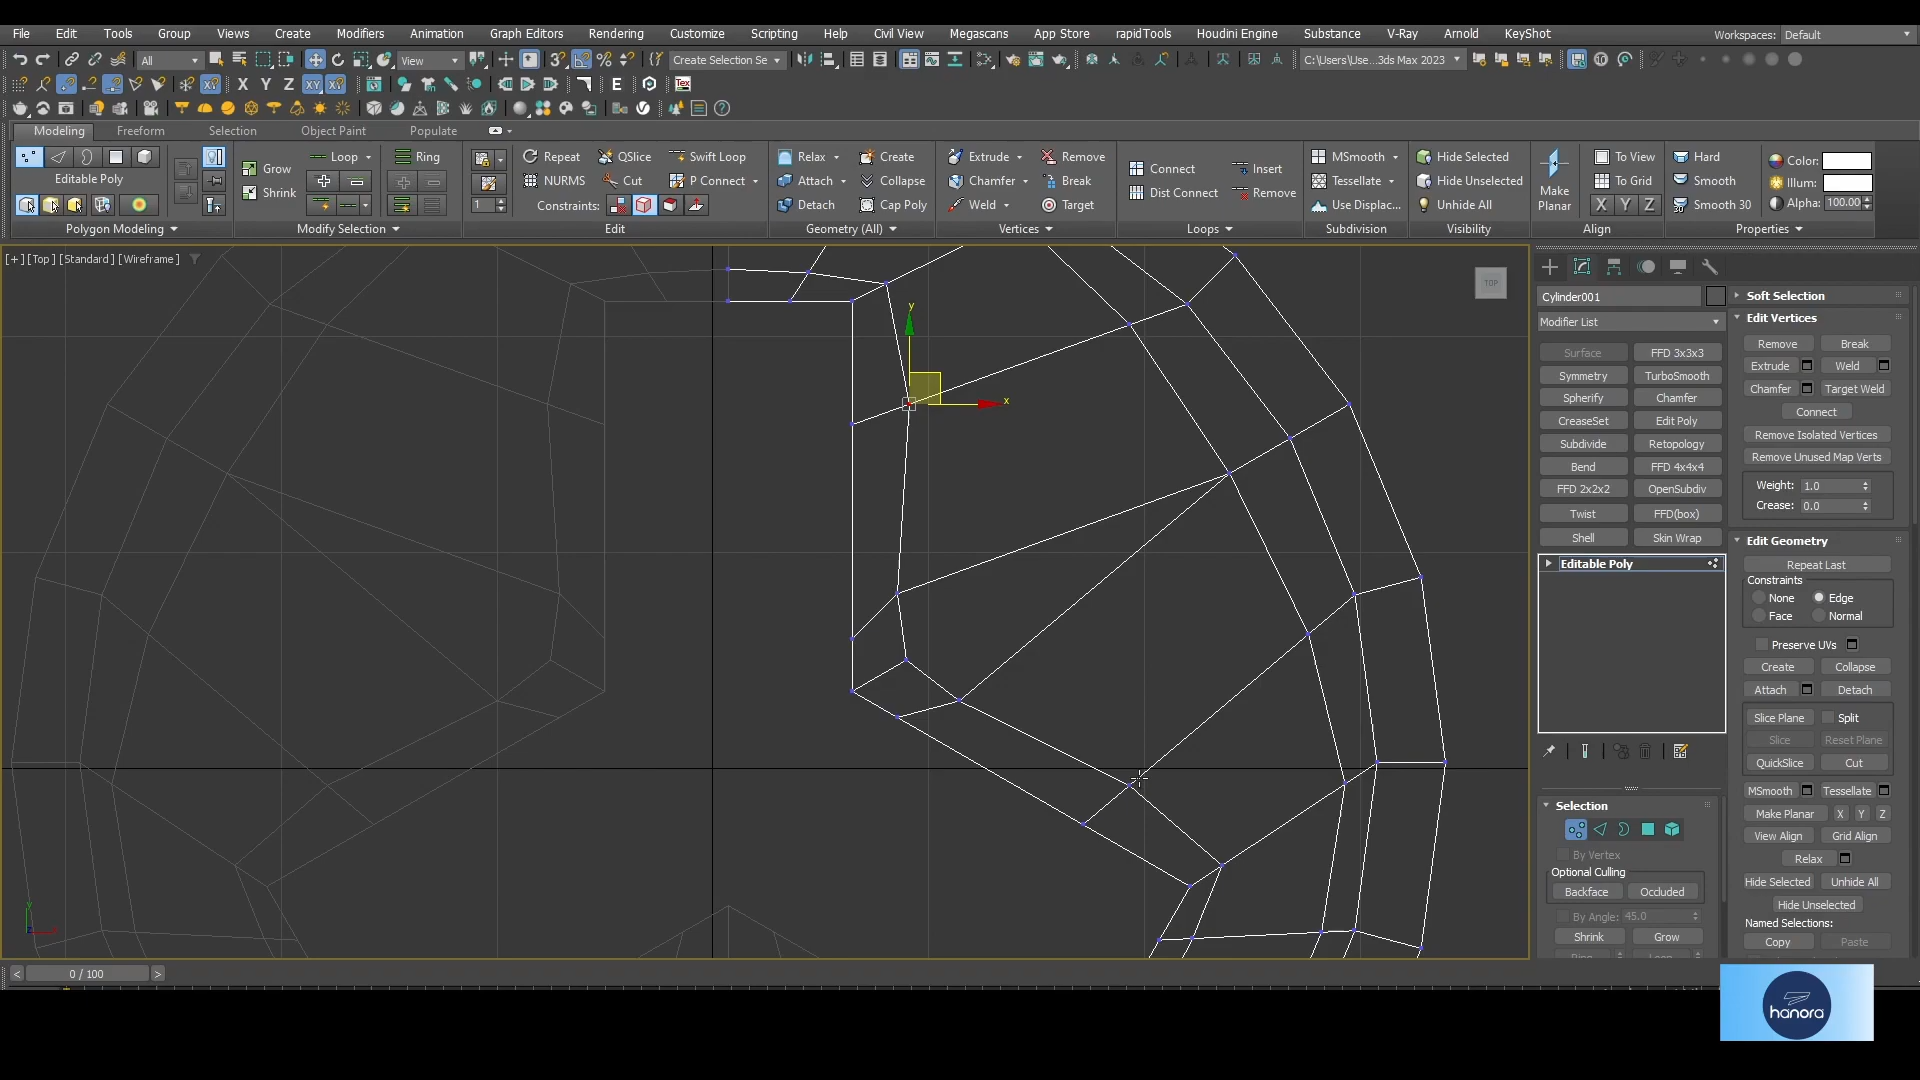 File Edit Tools Group Views Create Modifiers Animation Graph Editors Rendering Customize Scripting Help Civil View Megascans App Store rapidTools Houdini Engine Substance V-Ray Arnold KeyShot Workspaces: Default
All View Create Selection Se C:\Users\Use...3ds Max 2023
X Y Z XY XY E Tex
Modeling Freeform Selection Object Paint Populate
Loop Ring Repeat QSlice Swift Loop Relax Create Extrude Remove MSmooth Hide Selected To View Hard Color:
Grow Connect Insert
Editable Poly NURMS Cut P Connect Attach Collapse Chamfer Break Tessellate Hide Unselected Make Planar To Grid Smooth Illum:
Shrink Dist Connect Remove
1 Constraints: Detach Cap Poly Weld Target Use Displac... Unhide All X Y Z Smooth 30 Alpha: 100.00
Polygon Modeling Modify Selection Edit Geometry (All) Vertices Loops Subdivision Visibility Align Properties
[+] [Top] [Standard] [Wireframe]
TOP
y
x
Cylinder001
Modifier List
Surface FFD 3x3x3
Symmetry TurboSmooth
Spherify Chamfer
CreaseSet Edit Poly
Subdivide Retopology
Bend FFD 4x4x4
FFD 2x2x2 OpenSubdiv
Twist FFD(box)
Shell Skin Wrap
Editable Poly
Selection
By Vertex
Optional Culling
Backface Occluded
By Angle: 45.0
Shrink Grow
Ring Loop
Soft Selection
Edit Vertices
Remove Break
Extrude Weld
Chamfer Target Weld
Connect
Remove Isolated Vertices
Remove Unused Map Verts
Weight: 1.0
Crease: 0.0
Edit Geometry
Repeat Last
Constraints
None Edge
Face Normal
Preserve UVs
Create Collapse
Attach Detach
Slice Plane Split
Slice Reset Plane
QuickSlice Cut
MSmooth Tessellate
Make Planar X Y Z
View Align Grid Align
Relax
Hide Selected Unhide All
Hide Unselected
Named Selections:
Copy Paste
< 0 / 100 >
hanora